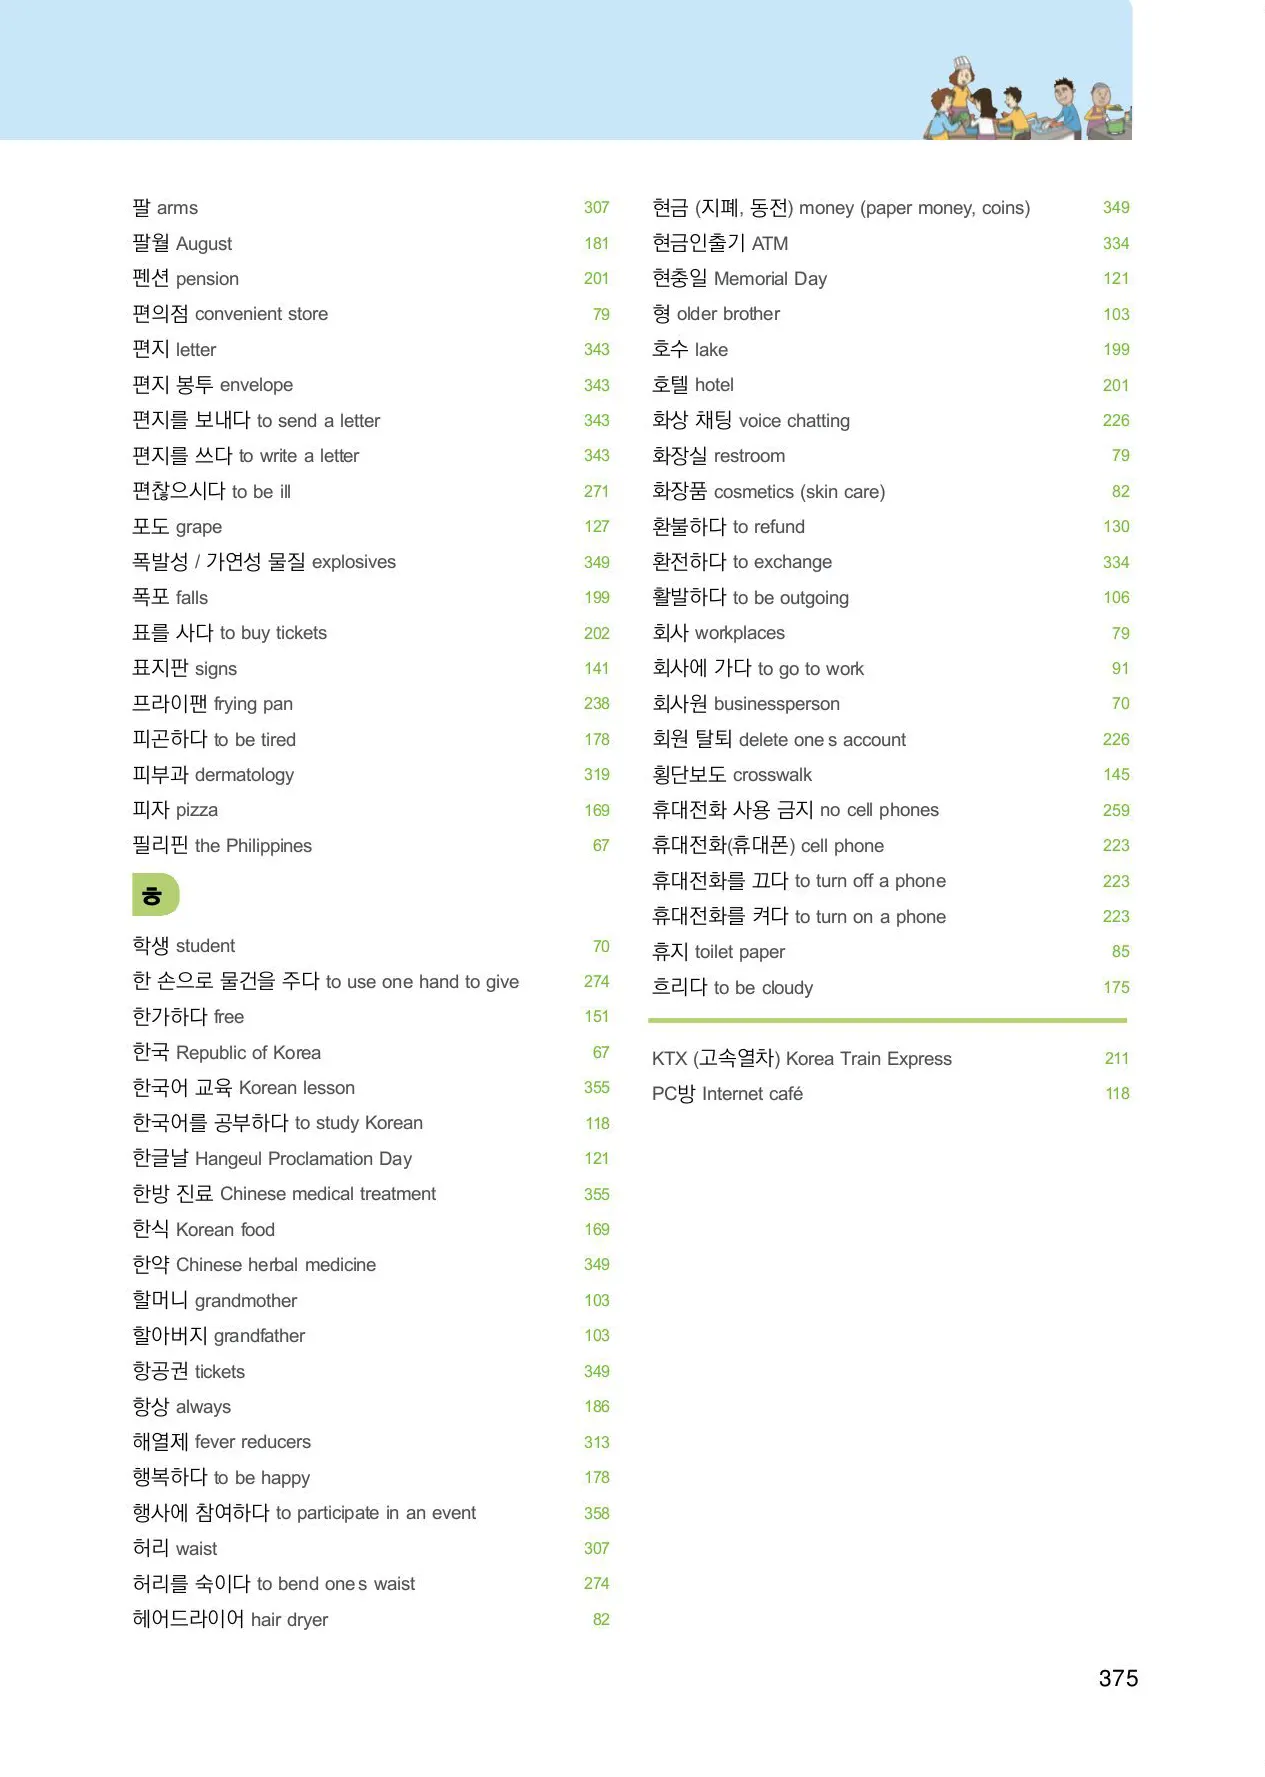 팔 arms 307
팔월 August 181
펜션 pension 201
편의점 convenient store 79
편지 letter 343
편지 봉투 envelope 343
편지를 보내다 to send a letter 343
편지를 쓰다 to write a letter 343
편찮으시다 to be ill 271
포도 grape 127
폭발성 / 가연성 물질 explosives 349
폭포 falls 199
표를 사다 to buy tickets 202
표지판 signs 141
프라이팬 frying pan 238
피곤하다 to be tired 178
피부과 dermatology 319
피자 pizza 169
필리핀 the Philippines 67
ㅎ
학생 student 70
한 손으로 물건을 주다 to use one hand to give 274
한가하다 free 151
한국 Republic of Korea 67
한국어 교육 Korean lesson 355
한국어를 공부하다 to study Korean 118
한글날 Hangeul Proclamation Day 121
한방 진료 Chinese medical treatment 355
한식 Korean food 169
한약 Chinese herbal medicine 349
할머니 grandmother 103
할아버지 grandfather 103
항공권 tickets 349
항상 always 186
해열제 fever reducers 313
행복하다 to be happy 178
행사에 참여하다 to participate in an event 358
허리 waist 307
허리를 숙이다 to bend one s waist 274
헤어드라이어 hair dryer 82
현금 (지폐, 동전) money (paper money, coins) 349
현금인출기 ATM 334
현충일 Memorial Day 121
형 older brother 103
호수 lake 199
호텔 hotel 201
화상 채팅 voice chatting 226
화장실 restroom 79
화장품 cosmetics (skin care) 82
환불하다 to refund 130
환전하다 to exchange 334
활발하다 to be outgoing 106
회사 workplaces 79
회사에 가다 to go to work 91
회사원 businessperson 70
회원 탈퇴 delete one s account 226
횡단보도 crosswalk 145
휴대전화 사용 금지 no cell phones 259
휴대전화(휴대폰) cell phone 223
휴대전화를 끄다 to turn off a phone 223
휴대전화를 켜다 to turn on a phone 223
휴지 toilet paper 85
흐리다 to be cloudy 175
KTX (고속열차) Korea Train Express 211
PC방 Internet café 118
375